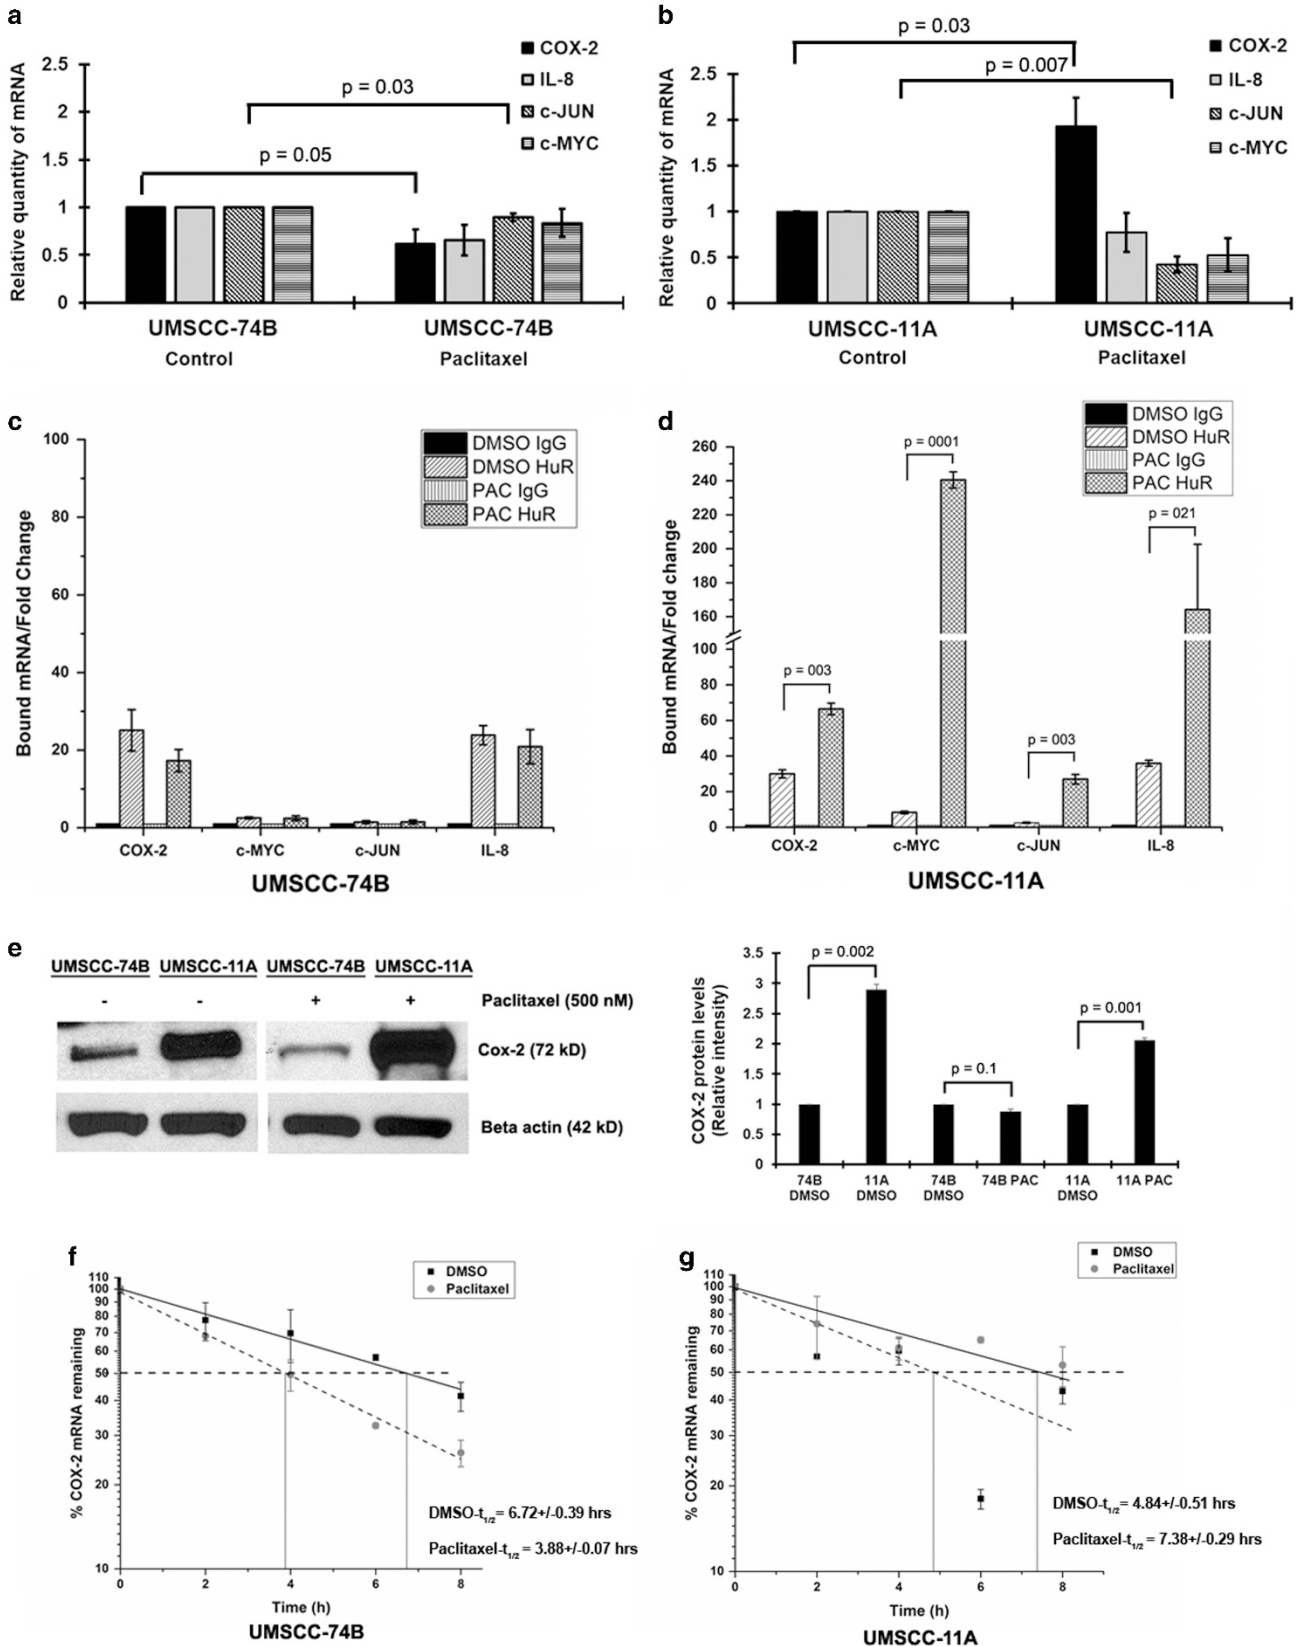 a
COX-2
IL-8
c-JUN
c-MYC
Relative quantity of mRNA
2.5
2
1.5
1
0.5
0
p = 0.03
p = 0.05
UMSCC-74B
UMSCC-74B
Control
Paclitaxel
b
COX-2
IL-8
c-JUN
c-MYC
Relative quantity of mRNA
2.5
2
1.5
1
0.5
0
p = 0.03
p = 0.007
UMSCC-11A
UMSCC-11A
Control
Paclitaxel
c
DMSO IgG
DMSO HuR
PAC IgG
PAC HuR
Bound mRNA/Fold Change
100
80
60
40
20
0
COX-2
c-MYC
c-JUN
IL-8
UMSCC-74B
d
DMSO IgG
DMSO HuR
PAC IgG
PAC HuR
Bound mRNA/Fold change
260
240
220
200
180
160
100
80
60
40
20
0
p = 0001
p = 021
p = 003
p = 003
COX-2
c-MYC
c-JUN
IL-8
UMSCC-11A
e
UMSCC-74B UMSCC-11A UMSCC-74B UMSCC-11A
- - + + Paclitaxel (500 nM)
Cox-2 (72 kD)
Beta actin (42 kD)
COX-2 protein levels
(Relative intensity)
3.5
3
2.5
2
1.5
1
0.5
0
p = 0.002
p = 0.1
p = 0.001
74B DMSO
11A DMSO
74B DMSO
74B PAC
11A DMSO
11A PAC
f
DMSO
Paclitaxel
% COX-2 mRNA remaining
110
100
90
80
70
60
50
40
30
20
10
DMSO-t1/2= 6.72+/-0.39 hrs
Paclitaxel-t1/2 = 3.88+/-0.07 hrs
0 2 4 6 8
Time (h)
UMSCC-74B
g
DMSO
Paclitaxel
% COX-2 mRNA remaining
110
100
90
80
70
60
50
40
30
20
10
DMSO-t1/2= 4.84+/-0.51 hrs
Paclitaxel-t1/2 = 7.38+/-0.29 hrs
0 2 4 6 8
Time (h)
UMSCC-11A